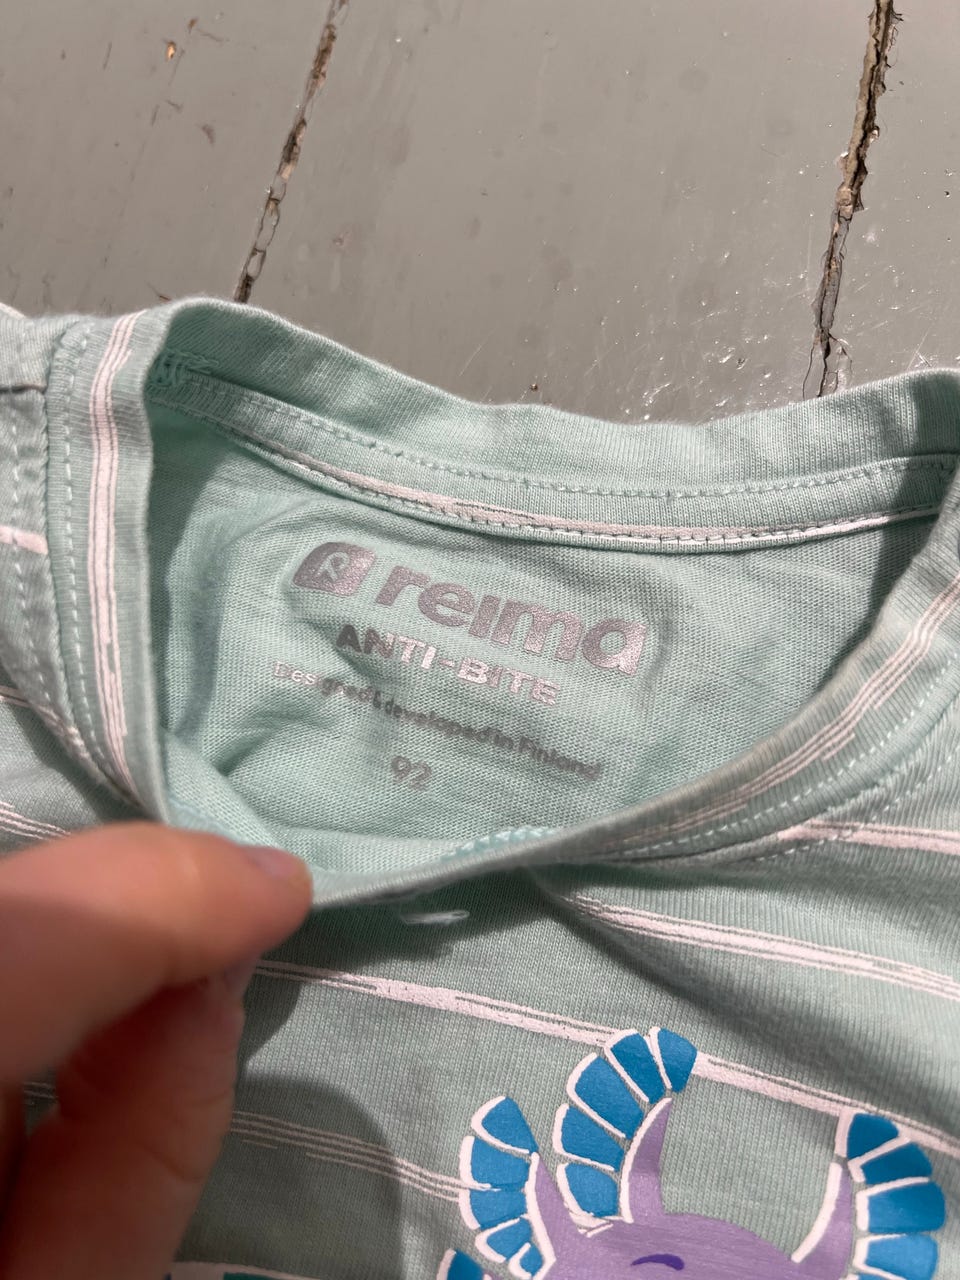 R reima
ANTI-BITE
Designed & developed in Finland
92